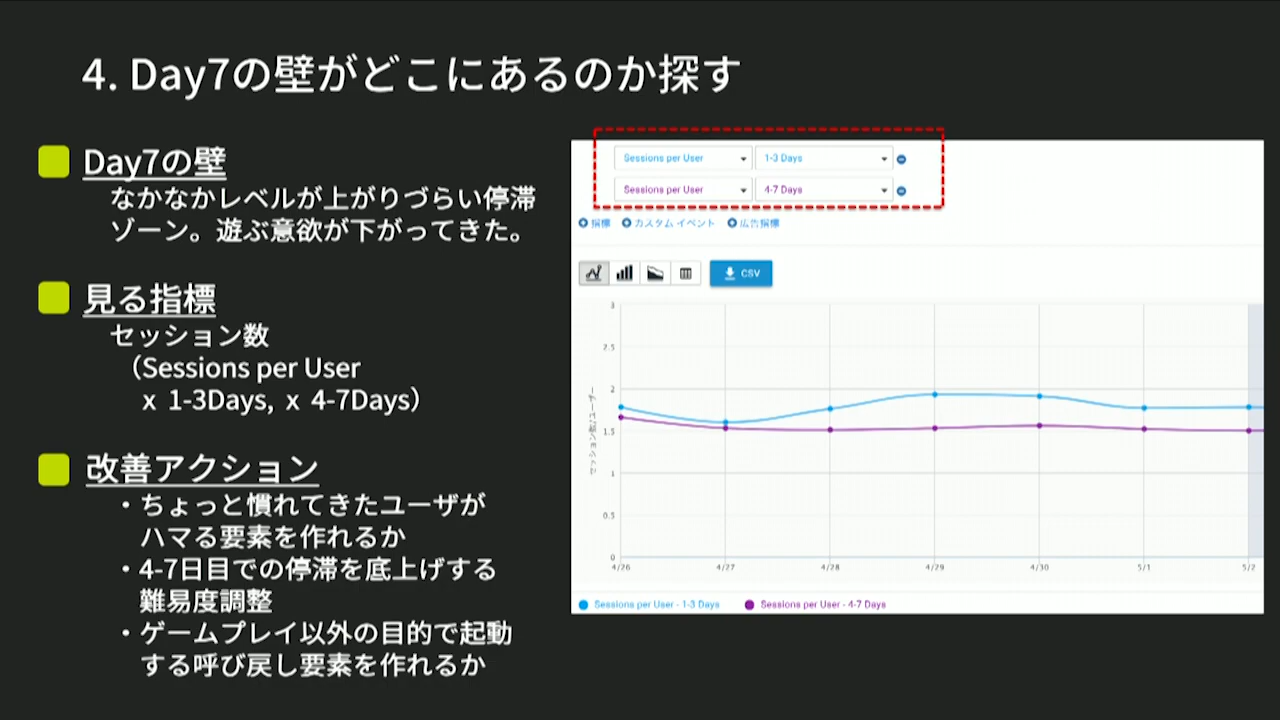 4. Day7の壁がどこにあるのか探す
Day7の壁
なかなかレベルが上がりづらい停滞
ゾーン。遊ぶ意欲が下がってきた。
見る指標
セッション数
（Sessions per User
x 1-3Days, x 4-7Days）
改善アクション
・ちょっと慣れてきたユーザが
ハマる要素を作れるか
・4-7日目での停滞を底上げする
難易度調整
・ゲームプレイ以外の目的で起動
する呼び戻し要素を作れるか
Sessions per User 1-3 Days
Sessions per User 4-7 Days
指標 カスタム イベント 広告指標
CSV
セッション数/ユーザー
3
2.5
2
1.5
1
0.5
0
4/26 4/27 4/28 4/29 4/30 5/1 5/2
Sessions per User - 1-3 Days Sessions per User - 4-7 Days